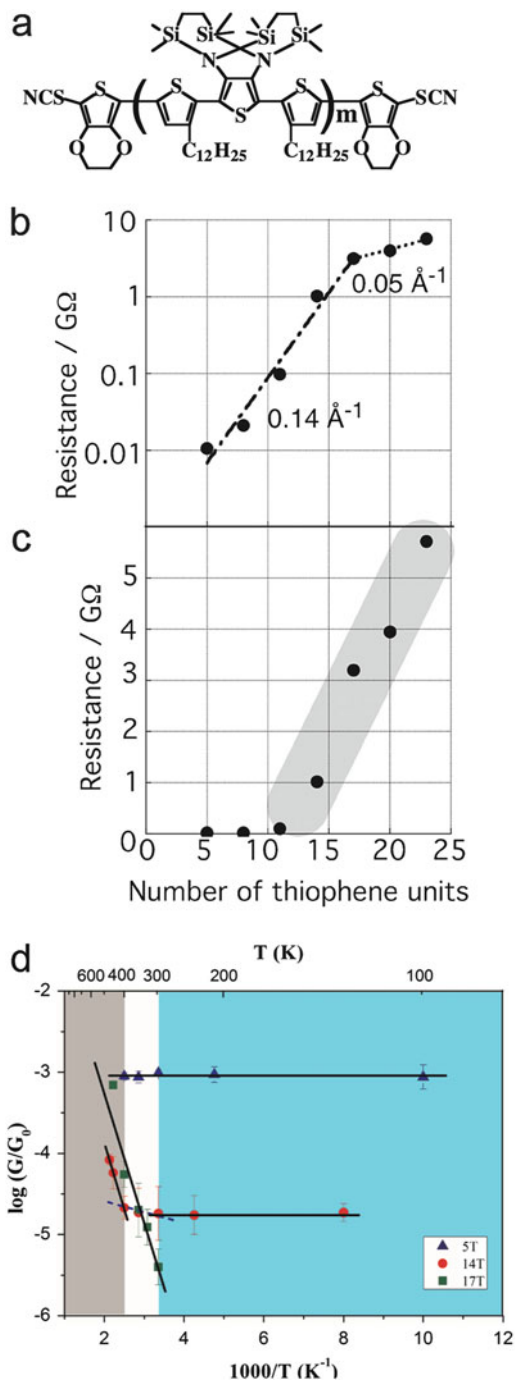 a
Si Si Si Si
N N
NCS S S S S S SCN
( ) m
O O C₁₂H₂₅ C₁₂H₂₅ O O
b
10
1
0.1
0.01
Resistance / GΩ
0.05 Å⁻¹
0.14 Å⁻¹
c
5
4
3
2
1
0
Resistance / GΩ
0 5 10 15 20 25
Number of thiophene units
d
T (K)
600 400 300 200 100
-2
-3
-4
-5
-6
log (G/G₀)
5T
14T
17T
2 4 6 8 10 12
1000/T (K⁻¹)